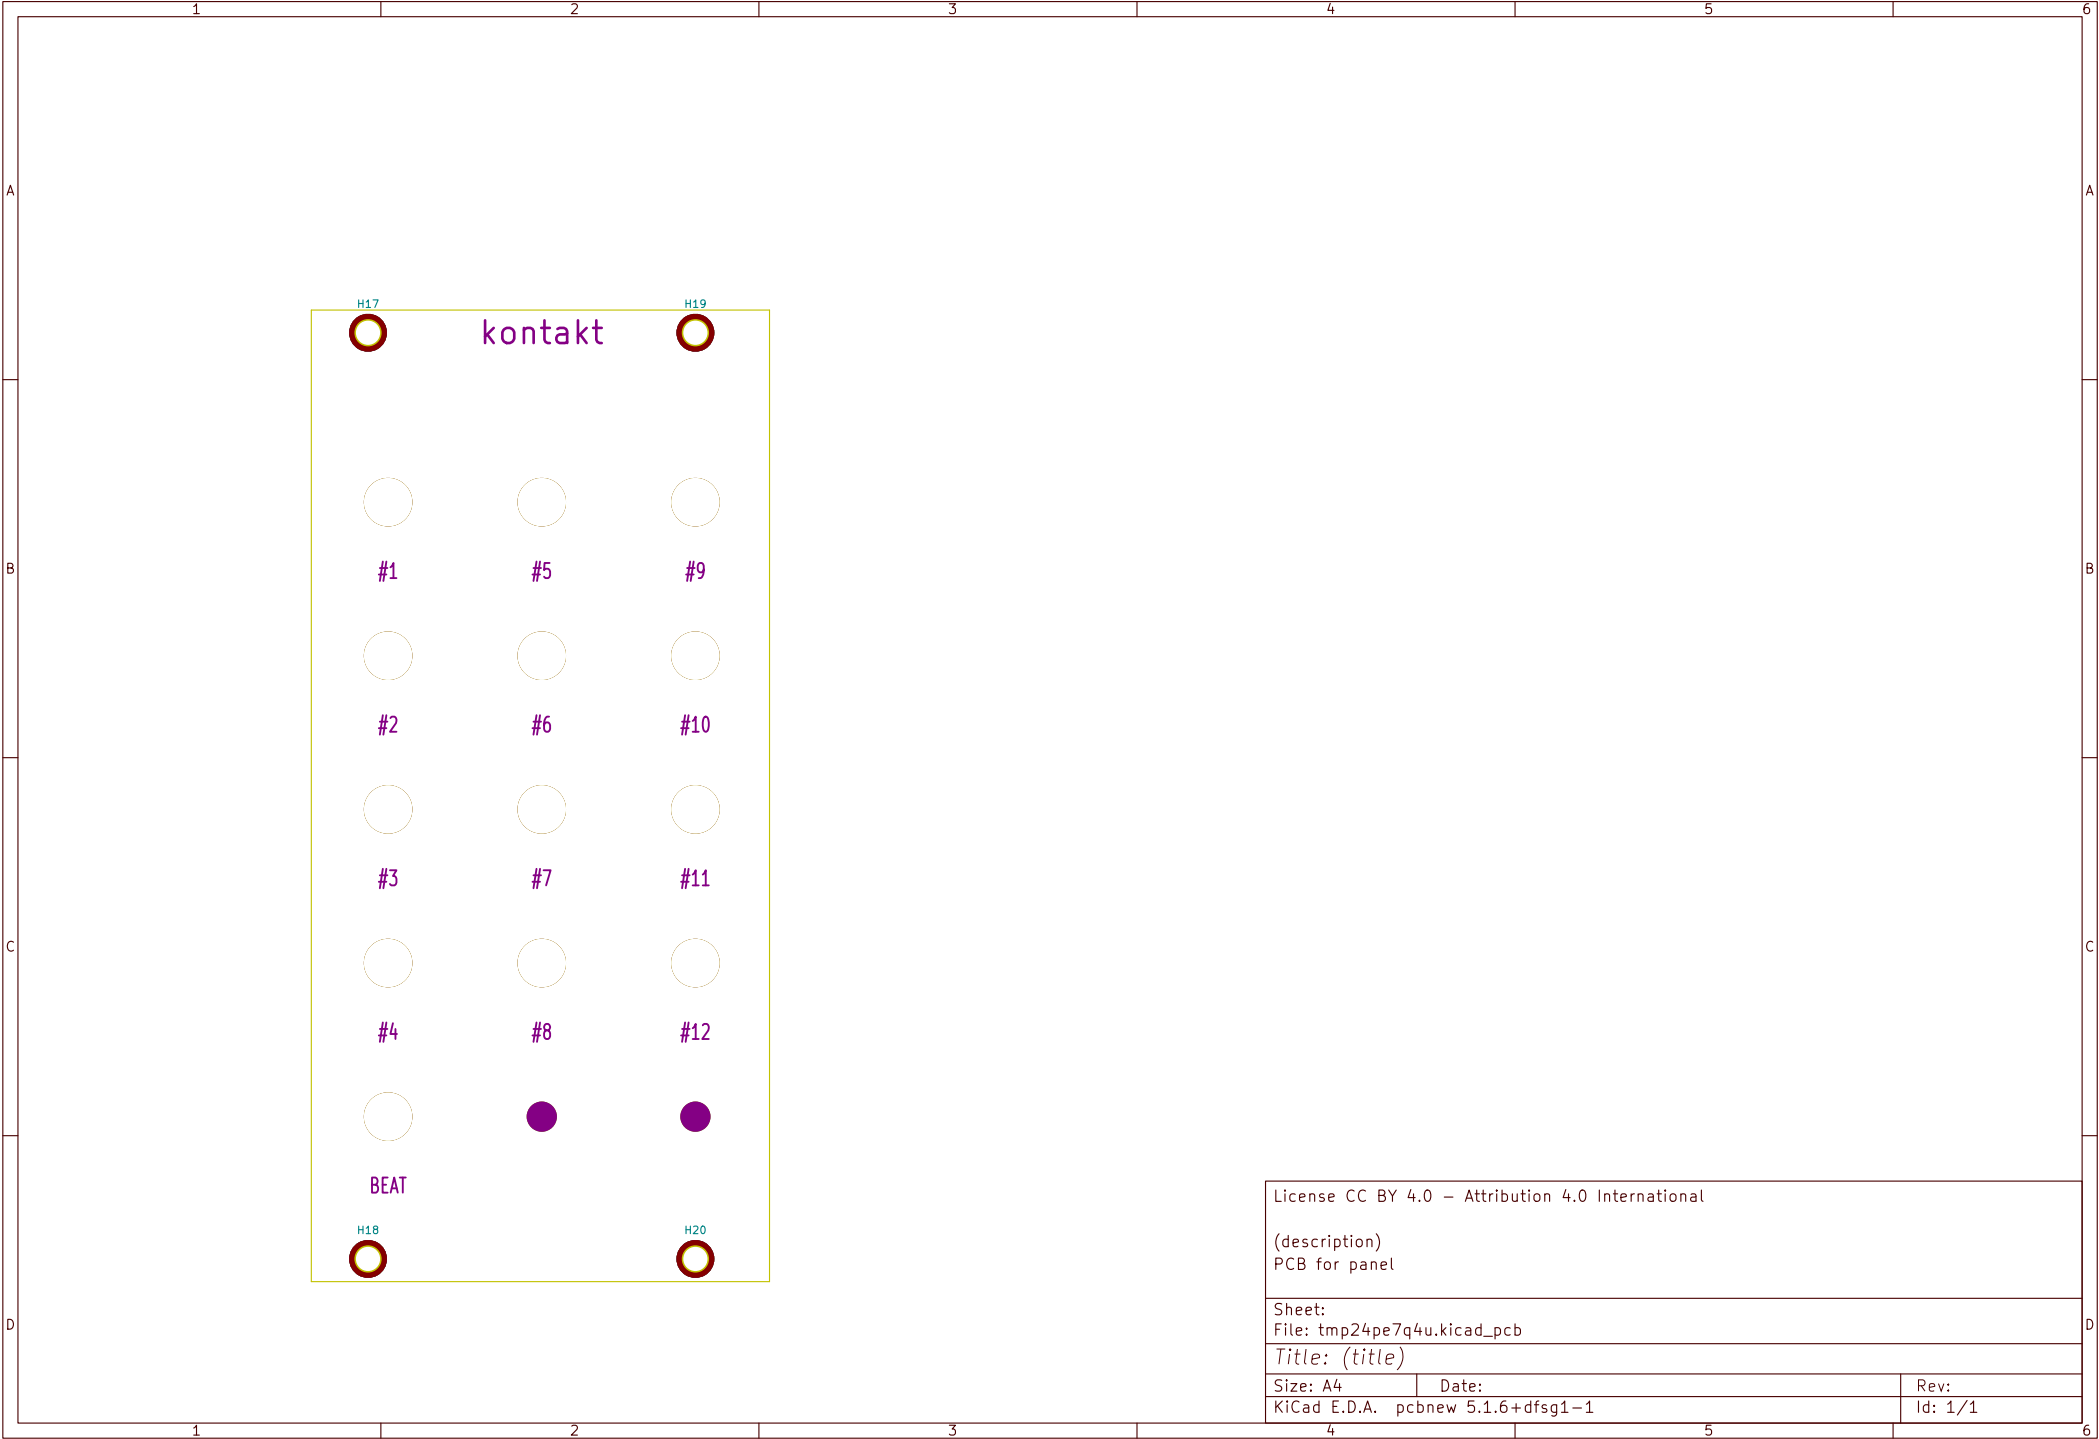 1 2 3 4 5 6
A A
H17 H19
kontakt
#1 #5 #9
B B
#2 #6 #10
#3 #7 #11
C C
#4 #8 #12
BEAT
H18 H20
License CC BY 4.0 - Attribution 4.0 International
(description)
PCB for panel
Sheet:
File: tmp24pe7q4u.kicad_pcb
D D
Title: (title)
Size: A4 Date: Rev:
KiCad E.D.A. pcbnew 5.1.6+dfsg1-1 Id: 1/1
1 2 3 4 5 6